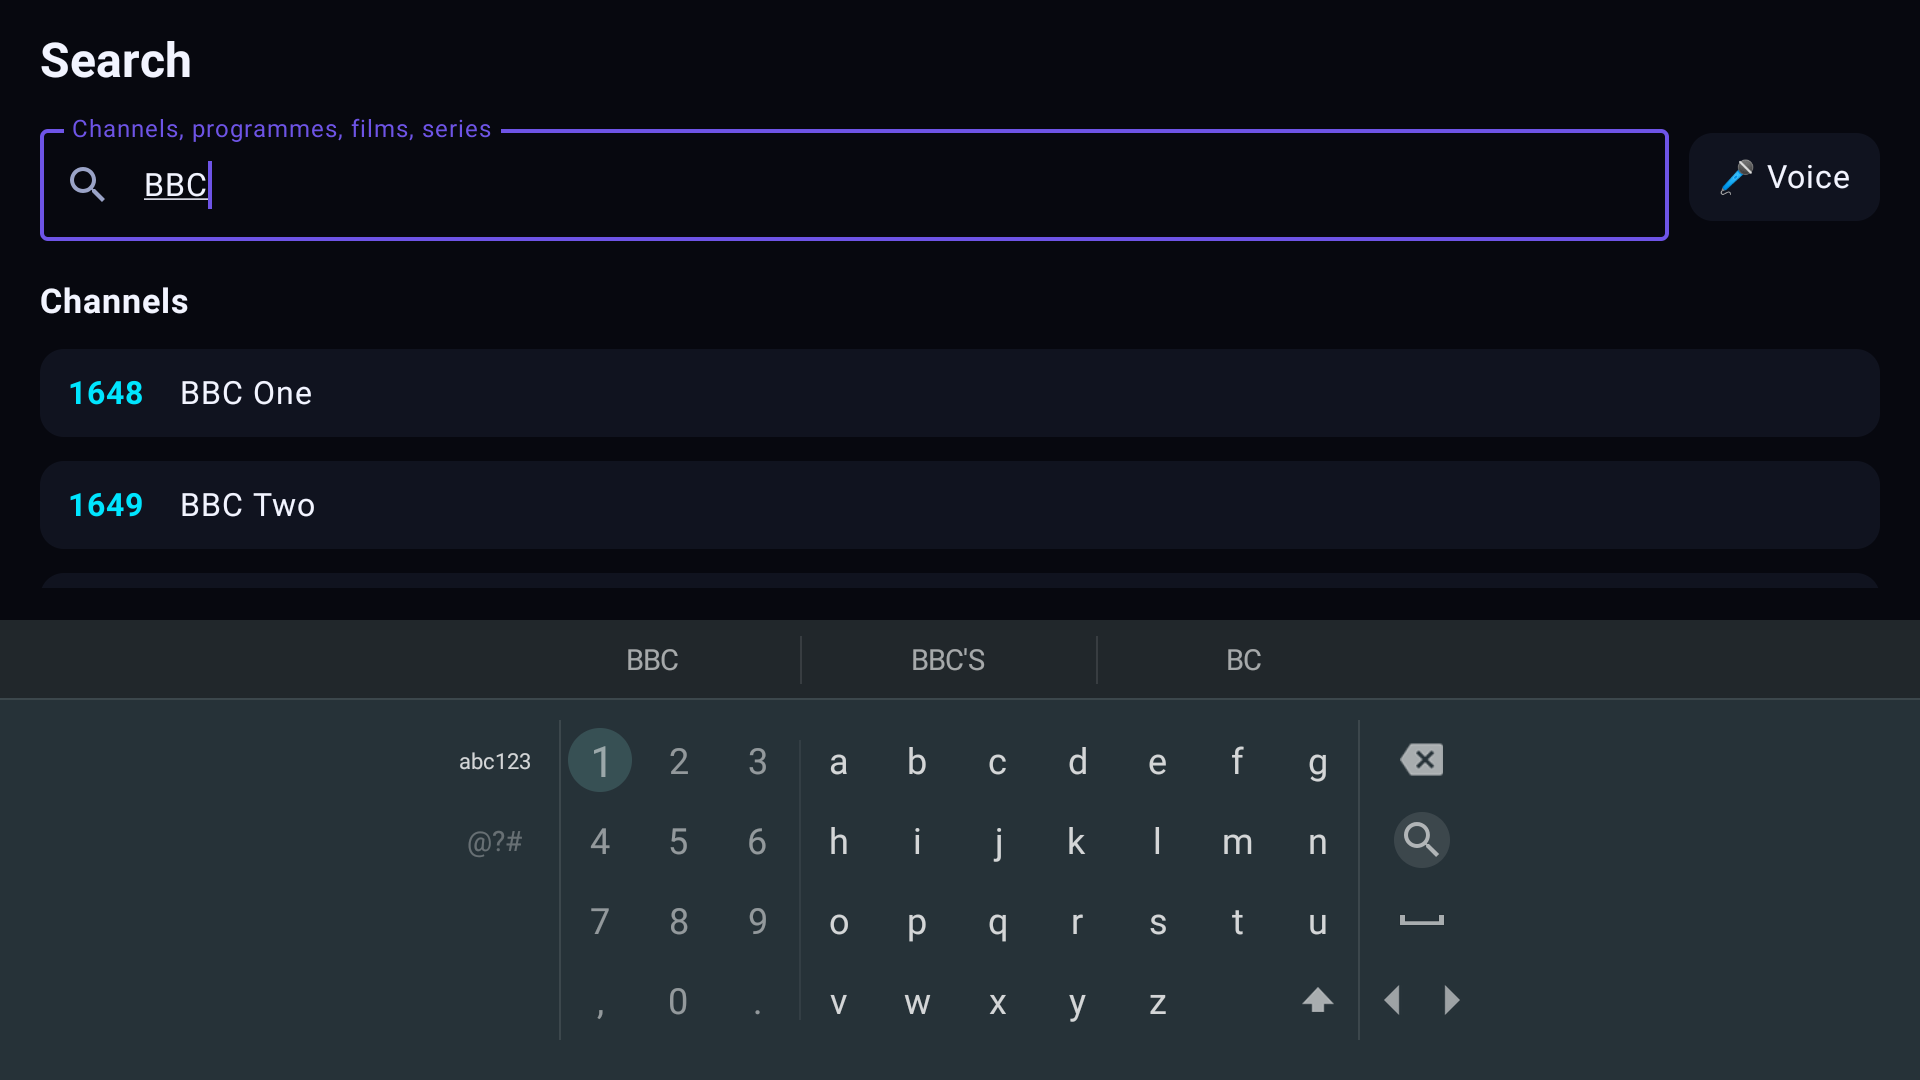 Search
Channels, programmes, films, series
BBC
Voice
Channels
1648 BBC One
1649 BBC Two
BBC BBC'S BC
abc123 1 2 3 a b c d e f g
@?# 4 5 6 h i j k l m n
7 8 9 o p q r s t u
, 0 . v w x y z